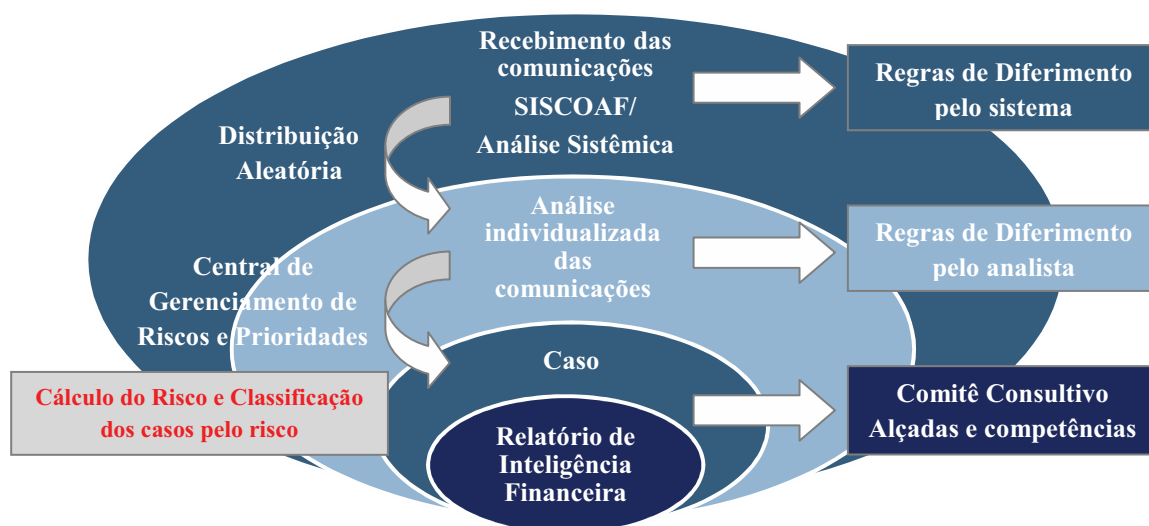 Recebimento das
comunicações
SISCOAF/
Análise Sistêmica
Regras de Diferimento
pelo sistema
Distribuição
Aleatória
Análise
individualizada
das
comunicações
Regras de Diferimento
pelo analista
Central de
Gerenciamento de
Riscos e Prioridades
Caso
Cálculo do Risco e Classificação
dos casos pelo risco
Comitê Consultivo
Alçadas e competências
Relatório de
Inteligência
Financeira